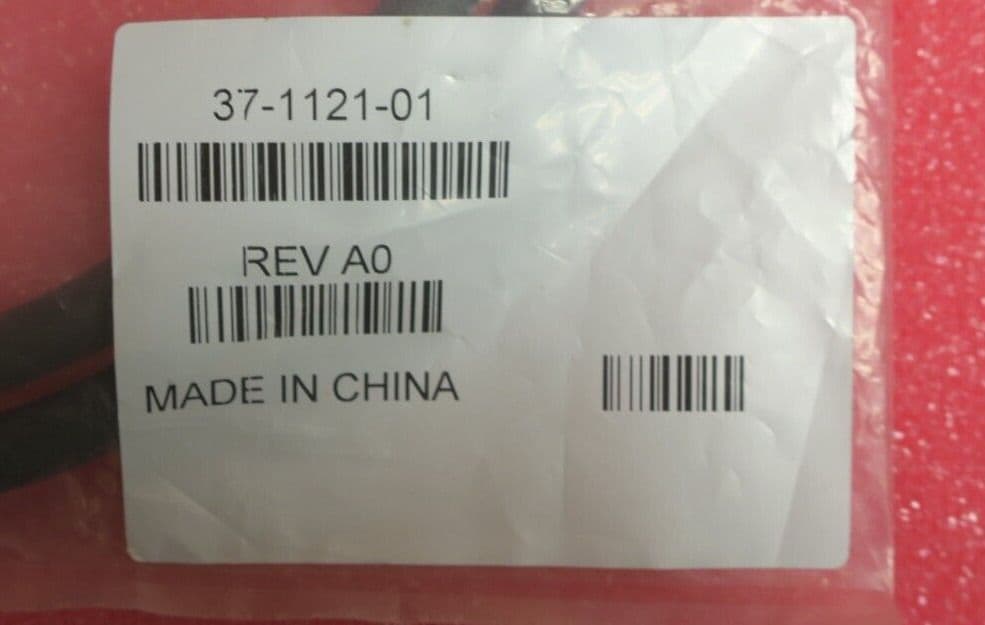 37-1121-01
REV A0
MADE IN CHINA